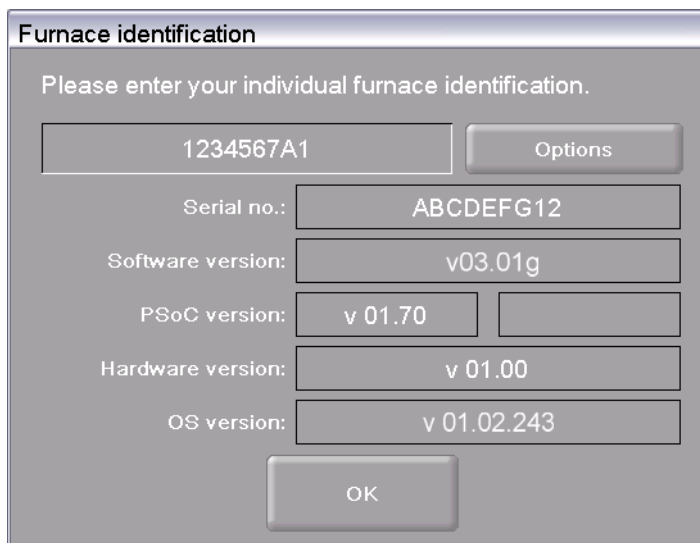 Furnace identification
Please enter your individual furnace identification.
1234567A1 Options
Serial no.: ABCDEFG12
Software version: v03.01g
PSoC version: v 01.70
Hardware version: v 01.00
OS version: v 01.02.243
OK